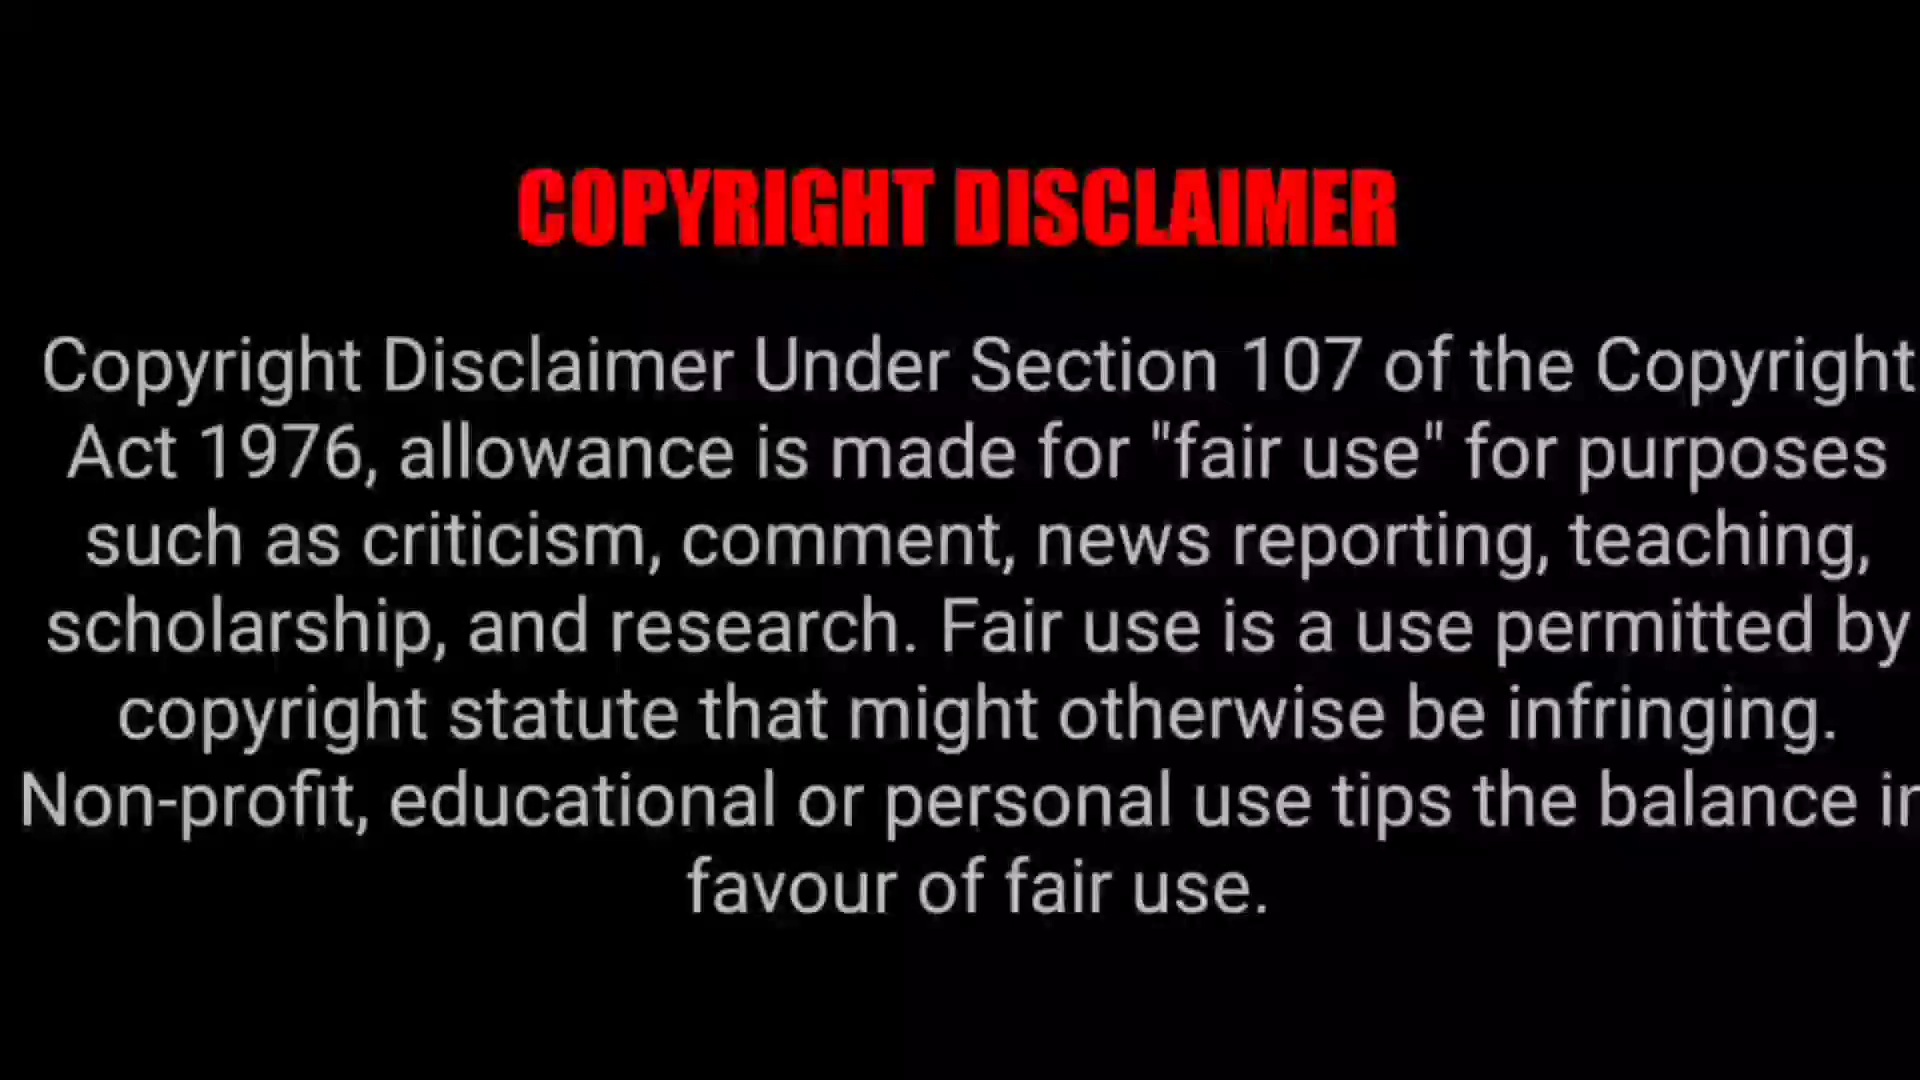 COPYRIGHT DISCLAIMER
Copyright Disclaimer Under Section 107 of the Copyright
Act 1976, allowance is made for "fair use" for purposes
such as criticism, comment, news reporting, teaching,
scholarship, and research. Fair use is a use permitted by
copyright statute that might otherwise be infringing.
Non-profit, educational or personal use tips the balance in
favour of fair use.